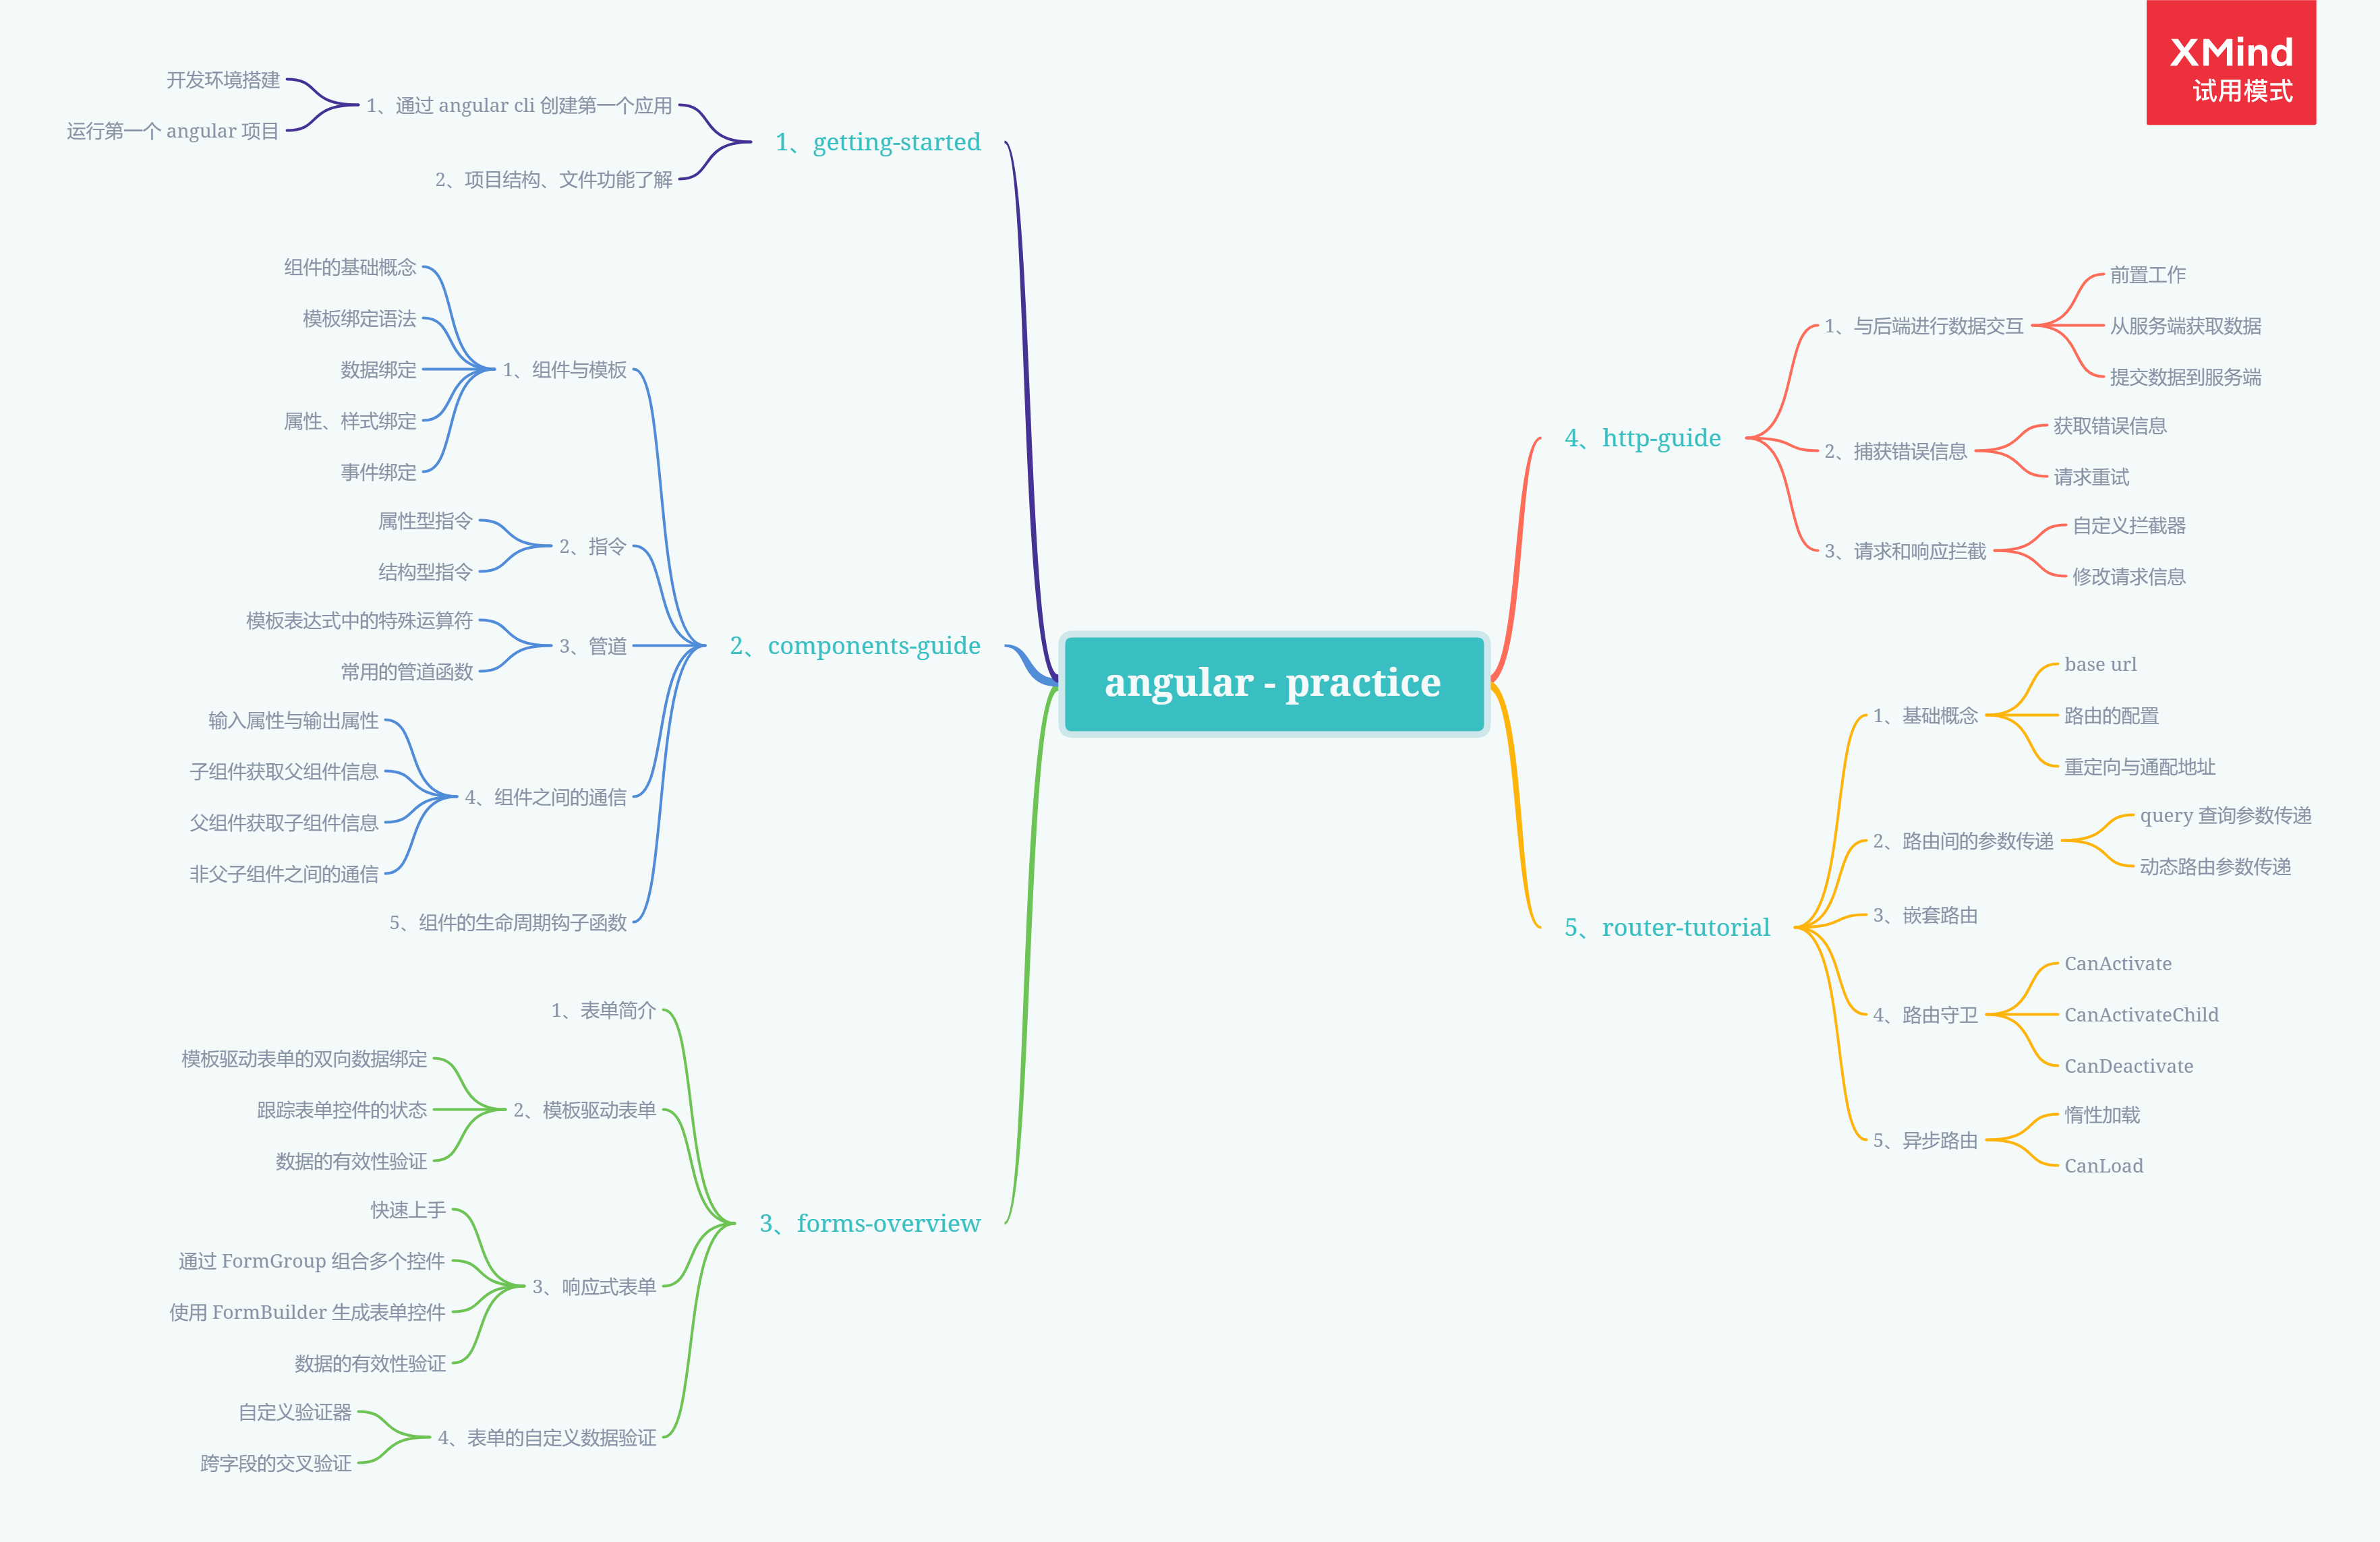 XMind
试用模式
angular - practice
1、getting-started
1、通过 angular cli 创建第一个应用
开发环境搭建
运行第一个 angular 项目
2、项目结构、文件功能了解
2、components-guide
1、组件与模板
组件的基础概念
模板绑定语法
数据绑定
属性、样式绑定
事件绑定
2、指令
属性型指令
结构型指令
3、管道
模板表达式中的特殊运算符
常用的管道函数
4、组件之间的通信
输入属性与输出属性
子组件获取父组件信息
父组件获取子组件信息
非父子组件之间的通信
5、组件的生命周期钩子函数
3、forms-overview
1、表单简介
2、模板驱动表单
模板驱动表单的双向数据绑定
跟踪表单控件的状态
数据的有效性验证
3、响应式表单
快速上手
通过 FormGroup 组合多个控件
使用 FormBuilder 生成表单控件
数据的有效性验证
4、表单的自定义数据验证
自定义验证器
跨字段的交叉验证
4、http-guide
1、与后端进行数据交互
前置工作
从服务端获取数据
提交数据到服务端
2、捕获错误信息
获取错误信息
请求重试
3、请求和响应拦截
自定义拦截器
修改请求信息
5、router-tutorial
1、基础概念
base url
路由的配置
重定向与通配地址
2、路由间的参数传递
query 查询参数传递
动态路由参数传递
3、嵌套路由
4、路由守卫
CanActivate
CanActivateChild
CanDeactivate
5、异步路由
惰性加载
CanLoad